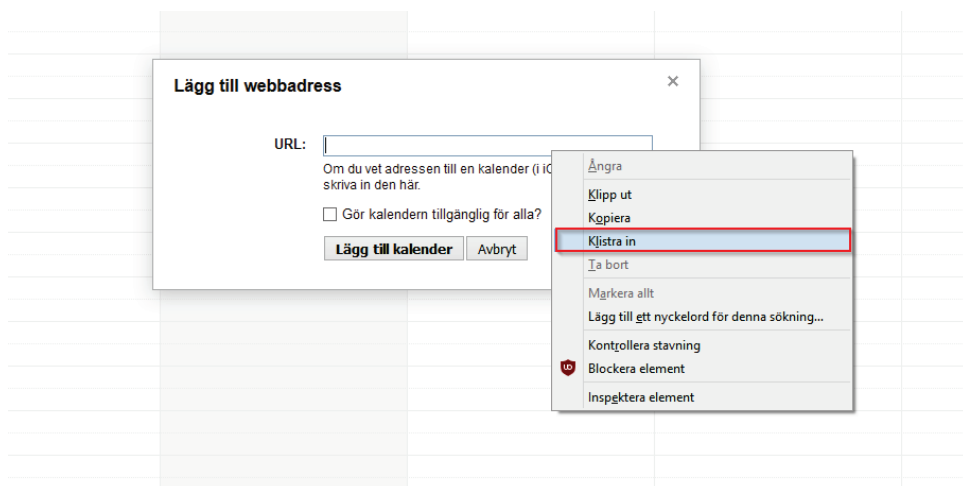 Lägg till webbadress
×
URL:
Om du vet adressen till en kalender (i
skriva in den här.
Gör kalendern tillgänglig för alla?
Lägg till kalender Avbryt
Ångra
Klipp ut
Kopiera
Klistra in
Ta bort
Markera allt
Lägg till ett nyckelord för denna sökning...
Kontrollera stavning
Blockera element
Inspektera element